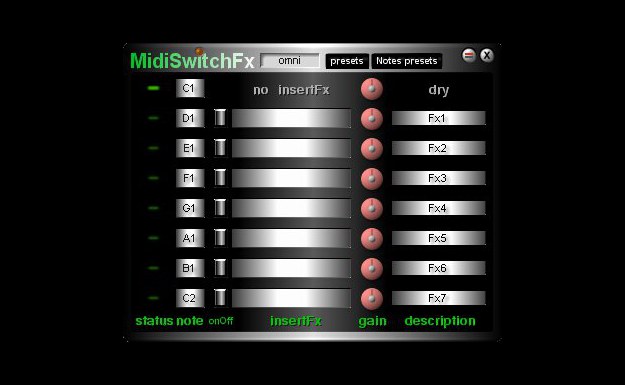 MidiSwitchFx omni presets Notes presets X
C1 no insertFx dry
D1 Fx1
E1 Fx2
F1 Fx3
G1 Fx4
A1 Fx5
B1 Fx6
C2 Fx7
status note onOff insertFx gain description